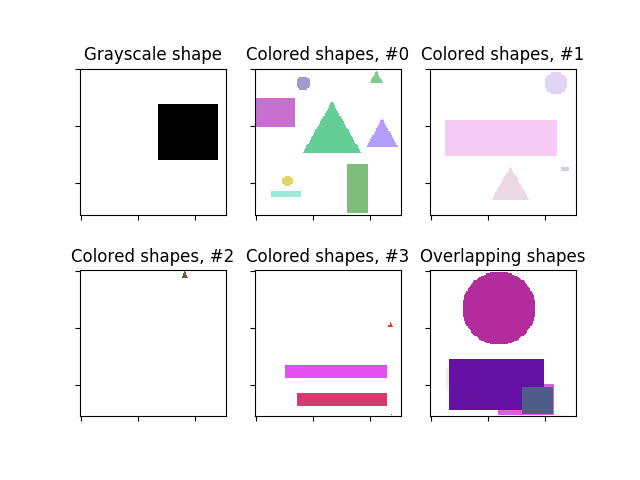 Grayscale shape
Colored shapes, #0
Colored shapes, #1
Colored shapes, #2
Colored shapes, #3
Overlapping shapes